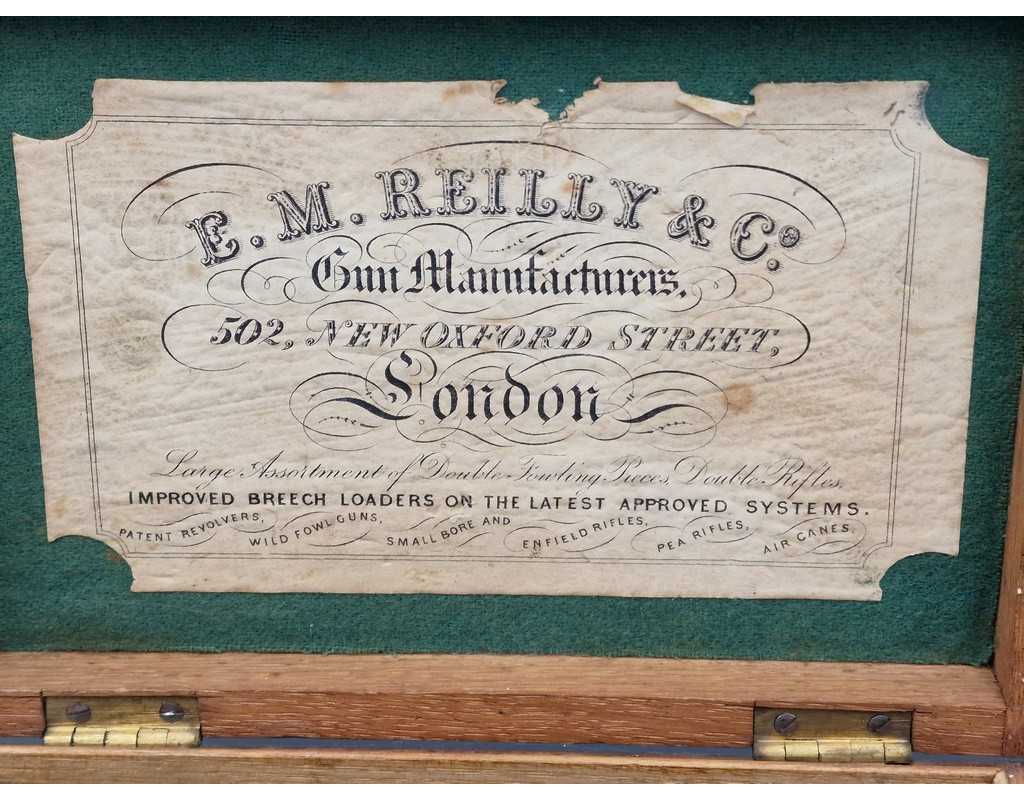 15
E. M. REILLY & Co.
Gun Manufacturers,
502, NEW OXFORD STREET,
London
Large Assortment of Double Fowling Pieces, Double Rifles,
IMPROVED BREECH LOADERS ON THE LATEST APPROVED SYSTEMS.
PATENT REVOLVERS, WILD FOWL GUNS, SMALL BORE AND ENFIELD RIFLES, PEA RIFLES, AIR CANES.